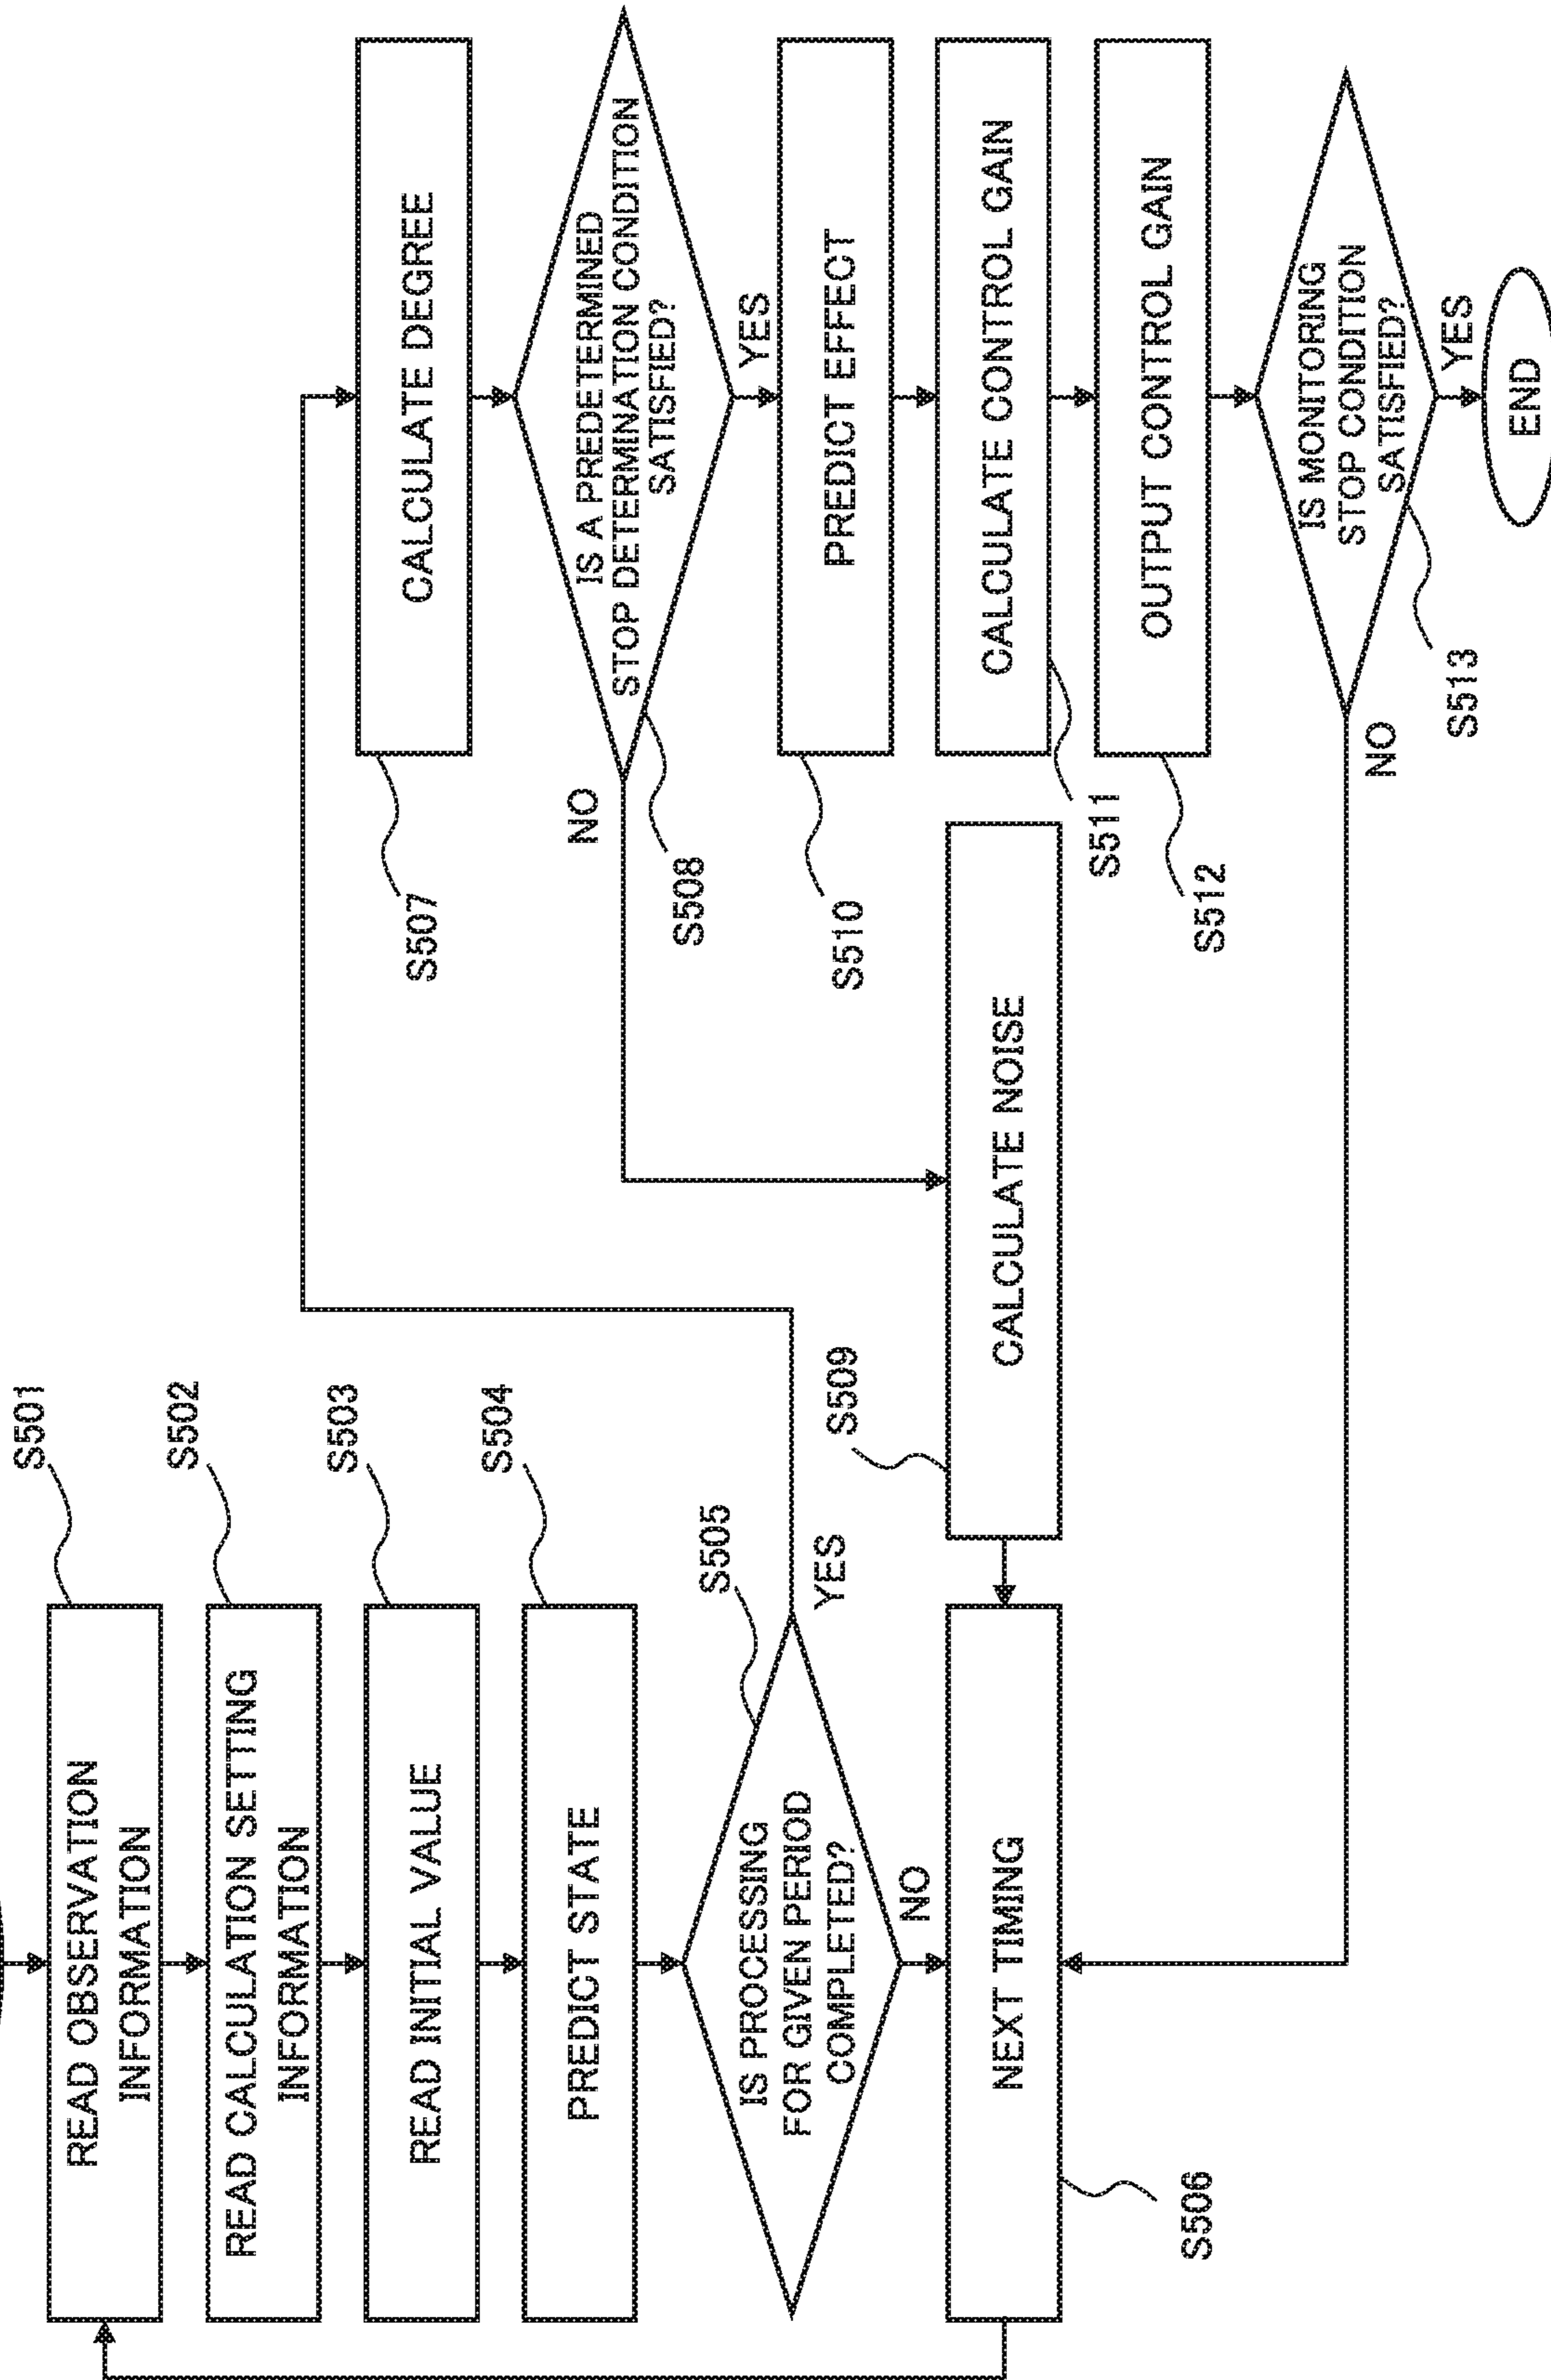 S501
READ OBSERVATION
INFORMATION
S502
READ CALCULATION SETTING
INFORMATION
S503
READ INITIAL VALUE
S504
PREDICT STATE
S505
IS PROCESSING
FOR GIVEN PERIOD
COMPLETED?
YES
NO
NEXT TIMING
S506
S509
CALCULATE NOISE
S507
CALCULATE DEGREE
S508
IS A PREDETERMINED
STOP DETERMINATION CONDITION
SATISFIED?
NO
YES
S510
PREDICT EFFECT
S511
CALCULATE CONTROL GAIN
S512
OUTPUT CONTROL GAIN
S513
IS MONITORING
STOP CONDITION
SATISFIED?
NO
YES
END